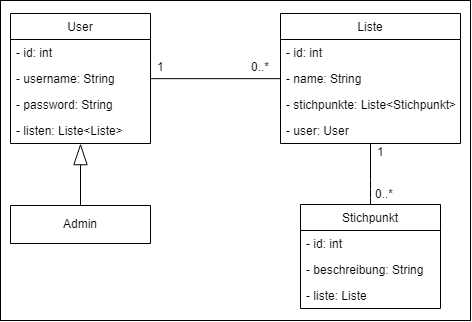 User
- id: int
- username: String
- password: String
- listen: Liste<Liste>
1
0..*
Liste
- id: int
- name: String
- stichpunkte: Liste<Stichpunkt>
- user: User
1
0..*
Admin
Stichpunkt
- id: int
- beschreibung: String
- liste: Liste